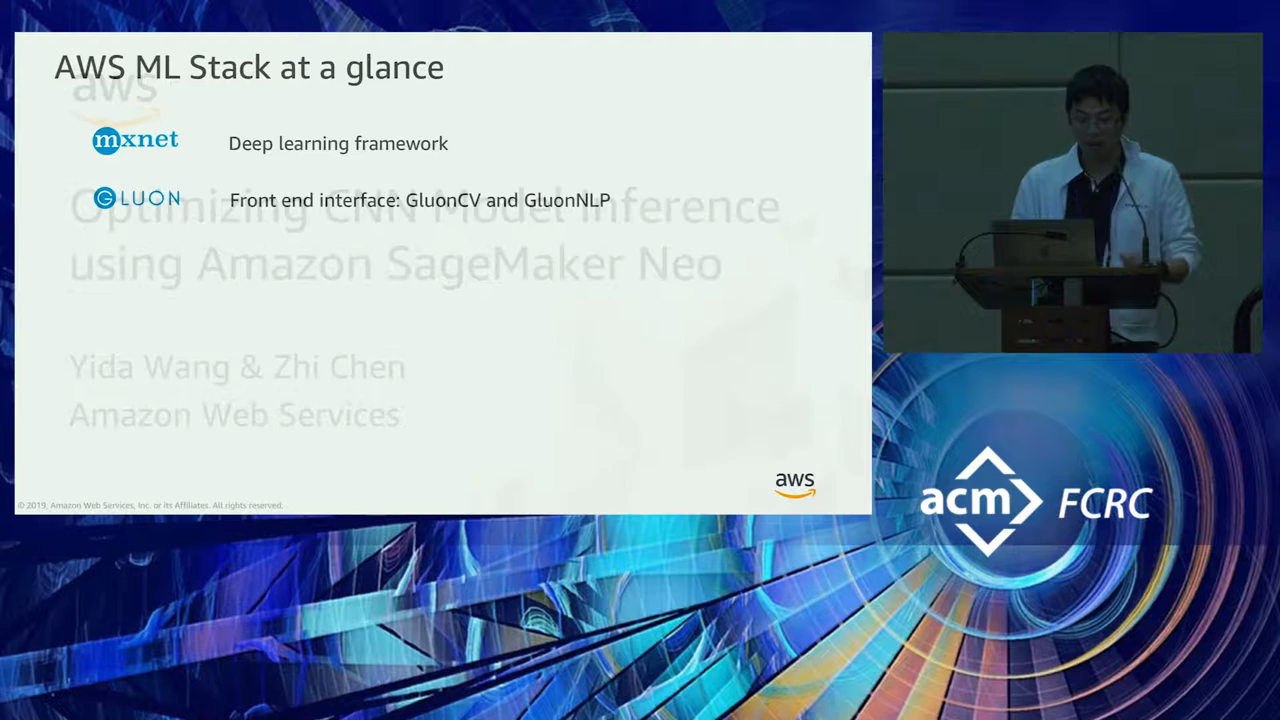 AWS ML Stack at a glance
aws
mxnet Deep learning framework
GLUON Front end interface: GluonCV and GluonNLP
Optimizing CNN Model Inference
using Amazon SageMaker Neo
Yida Wang & Zhi Chen
Amazon Web Services
aws
© 2019, Amazon Web Services, Inc. or its Affiliates. All rights reserved.
acm FCRC